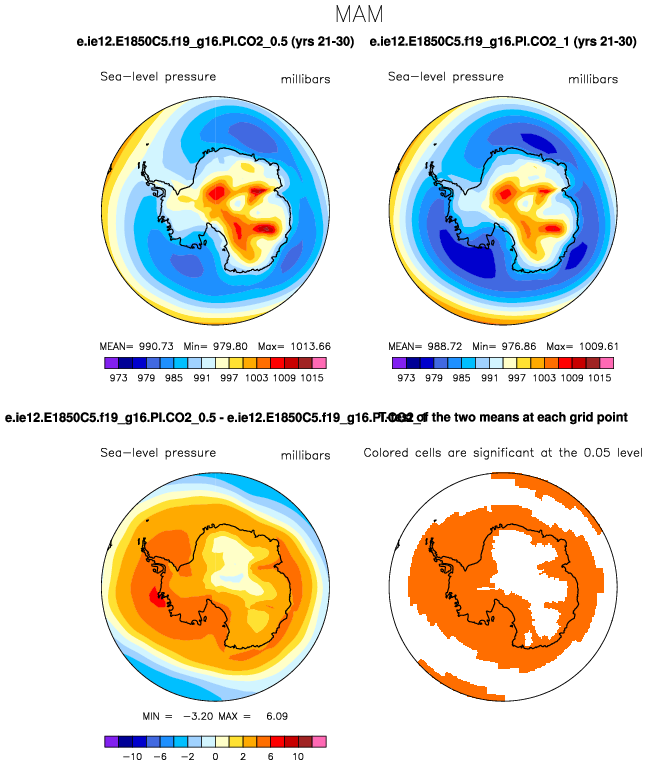 MAM
e.ie12.E1850C5.f19_g16.PI.CO2_0.5 (yrs 21-30) e.ie12.E1850C5.f19_g16.PI.CO2_1 (yrs 21-30)
Sea-level pressure millibars Sea-level pressure millibars
MEAN= 990.73 Min= 979.80 Max= 1013.66 MEAN= 988.72 Min= 976.86 Max= 1009.61
973 979 985 991 997 1003 1009 1015 973 979 985 991 997 1003 1009 1015
e.ie12.E1850C5.f19_g16.PI.CO2_0.5 - e.ie12.E1850C5.f19_g16.PI.CO2_1 T-test of the two means at each grid point
Sea-level pressure millibars Colored cells are significant at the 0.05 level
MIN = -3.20 MAX = 6.09
-10 -6 -2 0 2 6 10